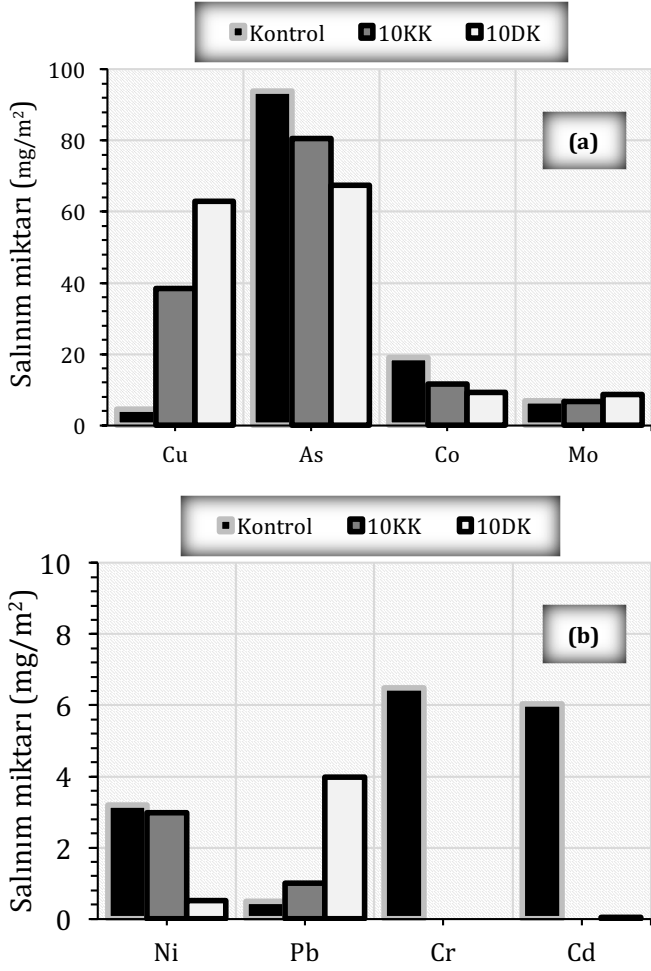 Kontrol 10KK 10DK
Salınım miktarı (mg/m²)
100
80
60
40
20
0
(a)
Cu As Co Mo
Kontrol 10KK 10DK
Salınım miktarı (mg/m²)
10
8
6
4
2
0
(b)
Ni Pb Cr Cd